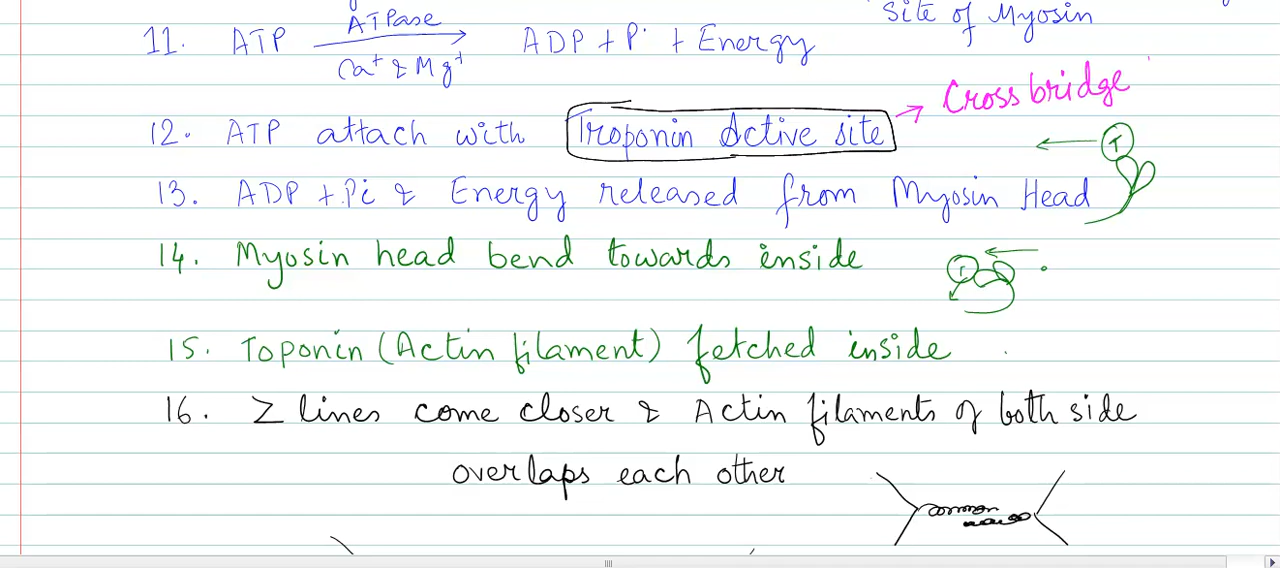 ATPase
Site of Myosin
11. ATP → ADP + Pi + Energy
Ca+ & Mg+
Cross bridge
12. ATP attach with Troponin Active site →
T
13. ADP + Pi & Energy released from Myosin Head
14. Myosin head bend towards inside
T
15. Toponin (Actin filament) fetched inside
16. Z lines come closer & Actin filaments of both side
overlaps each other